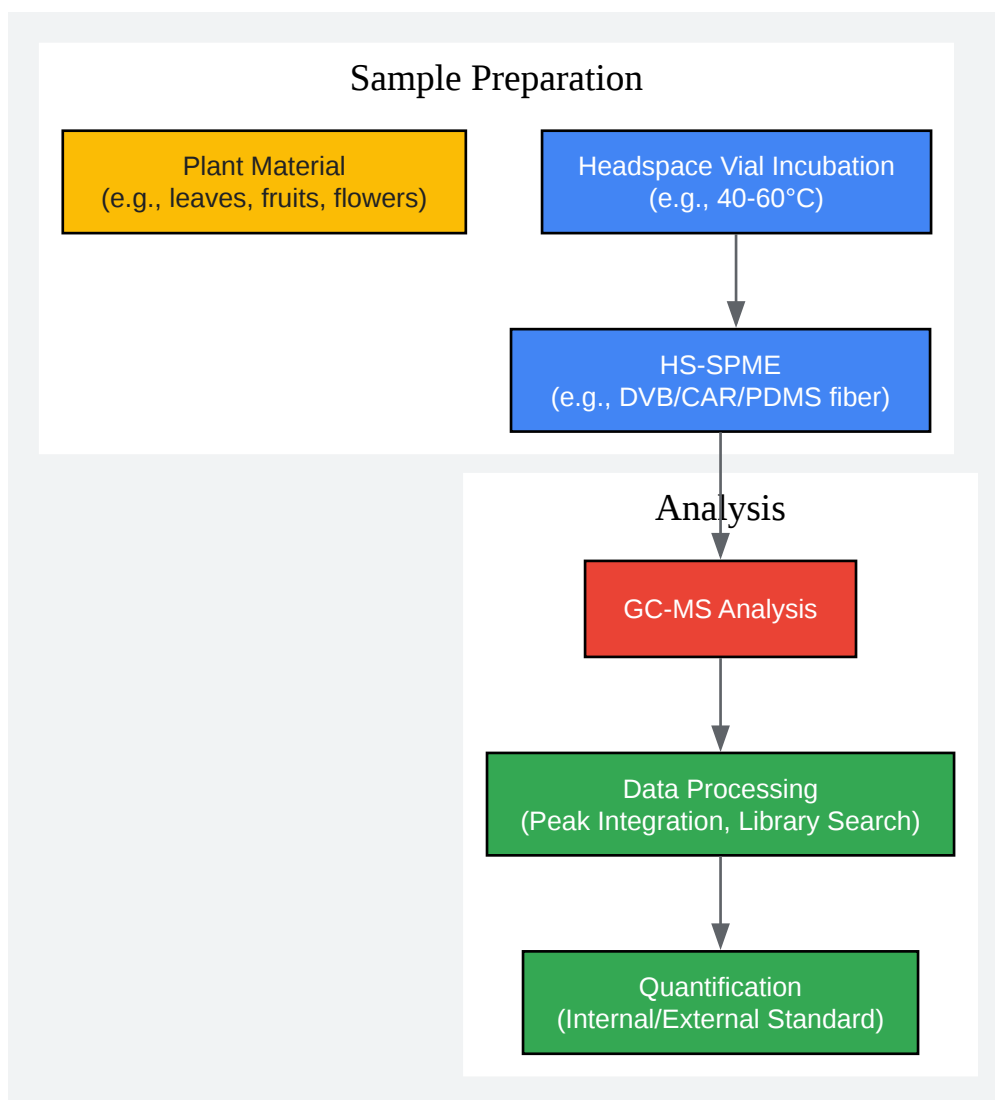 Sample Preparation
Plant Material
(e.g., leaves, fruits, flowers)
Headspace Vial Incubation
(e.g., 40-60°C)
HS-SPME
(e.g., DVB/CAR/PDMS fiber)
Analysis
GC-MS Analysis
Data Processing
(Peak Integration, Library Search)
Quantification
(Internal/External Standard)